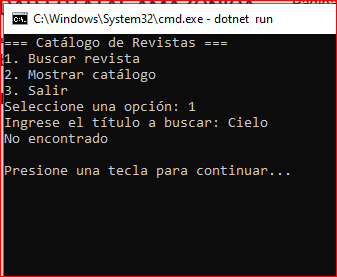 C:\Windows\System32\cmd.exe - dotnet run
=== Catálogo de Revistas ===
1. Buscar revista
2. Mostrar catálogo
3. Salir
Seleccione una opción: 1
Ingrese el título a buscar: Cielo
No encontrado
Presione una tecla para continuar...